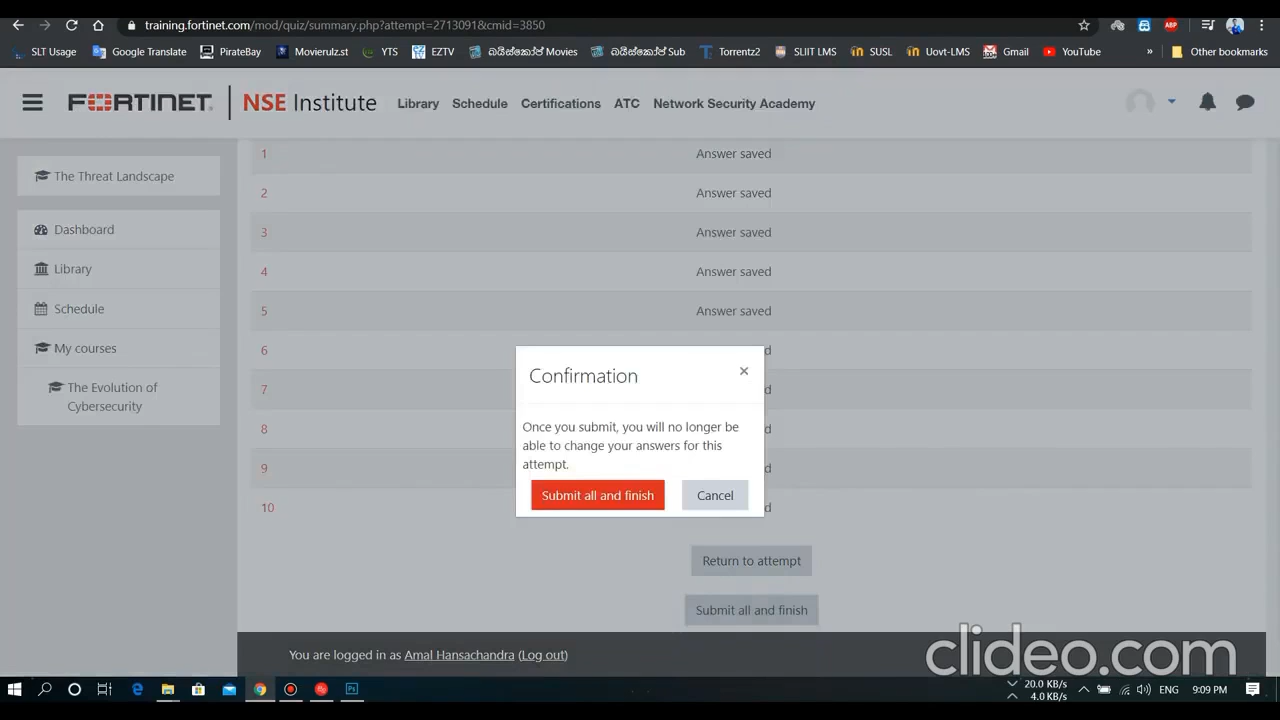 training.fortinet.com/mod/quiz/summary.php?attempt=2713091&cmid=3850
SLT Usage Google Translate PirateBay Movierulz.st YTS EZTV බයිස්කෝප් Movies බයිස්කෝප් Sub Torrentz2 SLIIT LMS SUSL Uovt-LMS Gmail YouTube » Other bookmarks
FORTINET NSE Institute Library Schedule Certifications ATC Network Security Academy
The Threat Landscape
Dashboard
Library
Schedule
My courses
The Evolution of
Cybersecurity
1 Answer saved
2 Answer saved
3 Answer saved
4 Answer saved
5 Answer saved
6 d
7 d
8 d
9 d
10 d
Confirmation ×
Once you submit, you will no longer be
able to change your answers for this
attempt.
Submit all and finish Cancel
Return to attempt
Submit all and finish
You are logged in as Amal Hansachandra (Log out)
clideo.com
20.0 KB/s
4.0 KB/s
ENG 9:09 PM